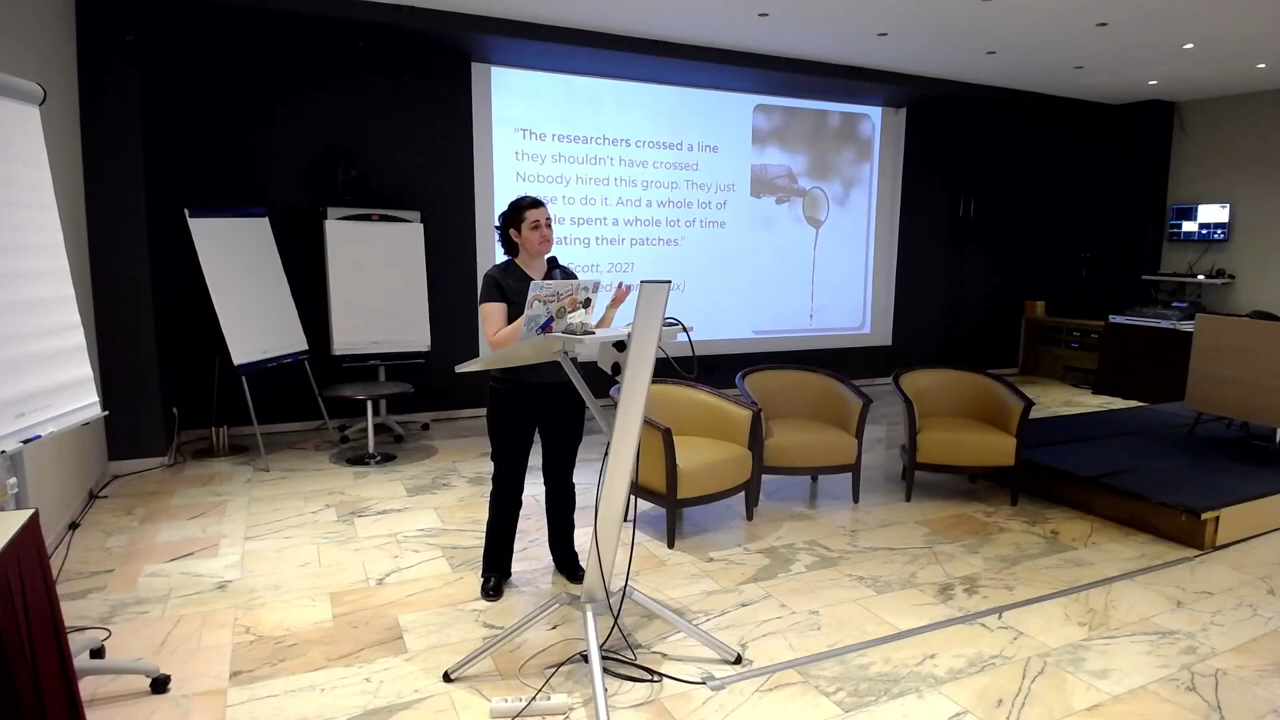 "The researchers crossed a line
they shouldn't have crossed.
Nobody hired this group. They just
to do it. And a whole lot of
spent a whole lot of time
their patches."
Scott, 2021